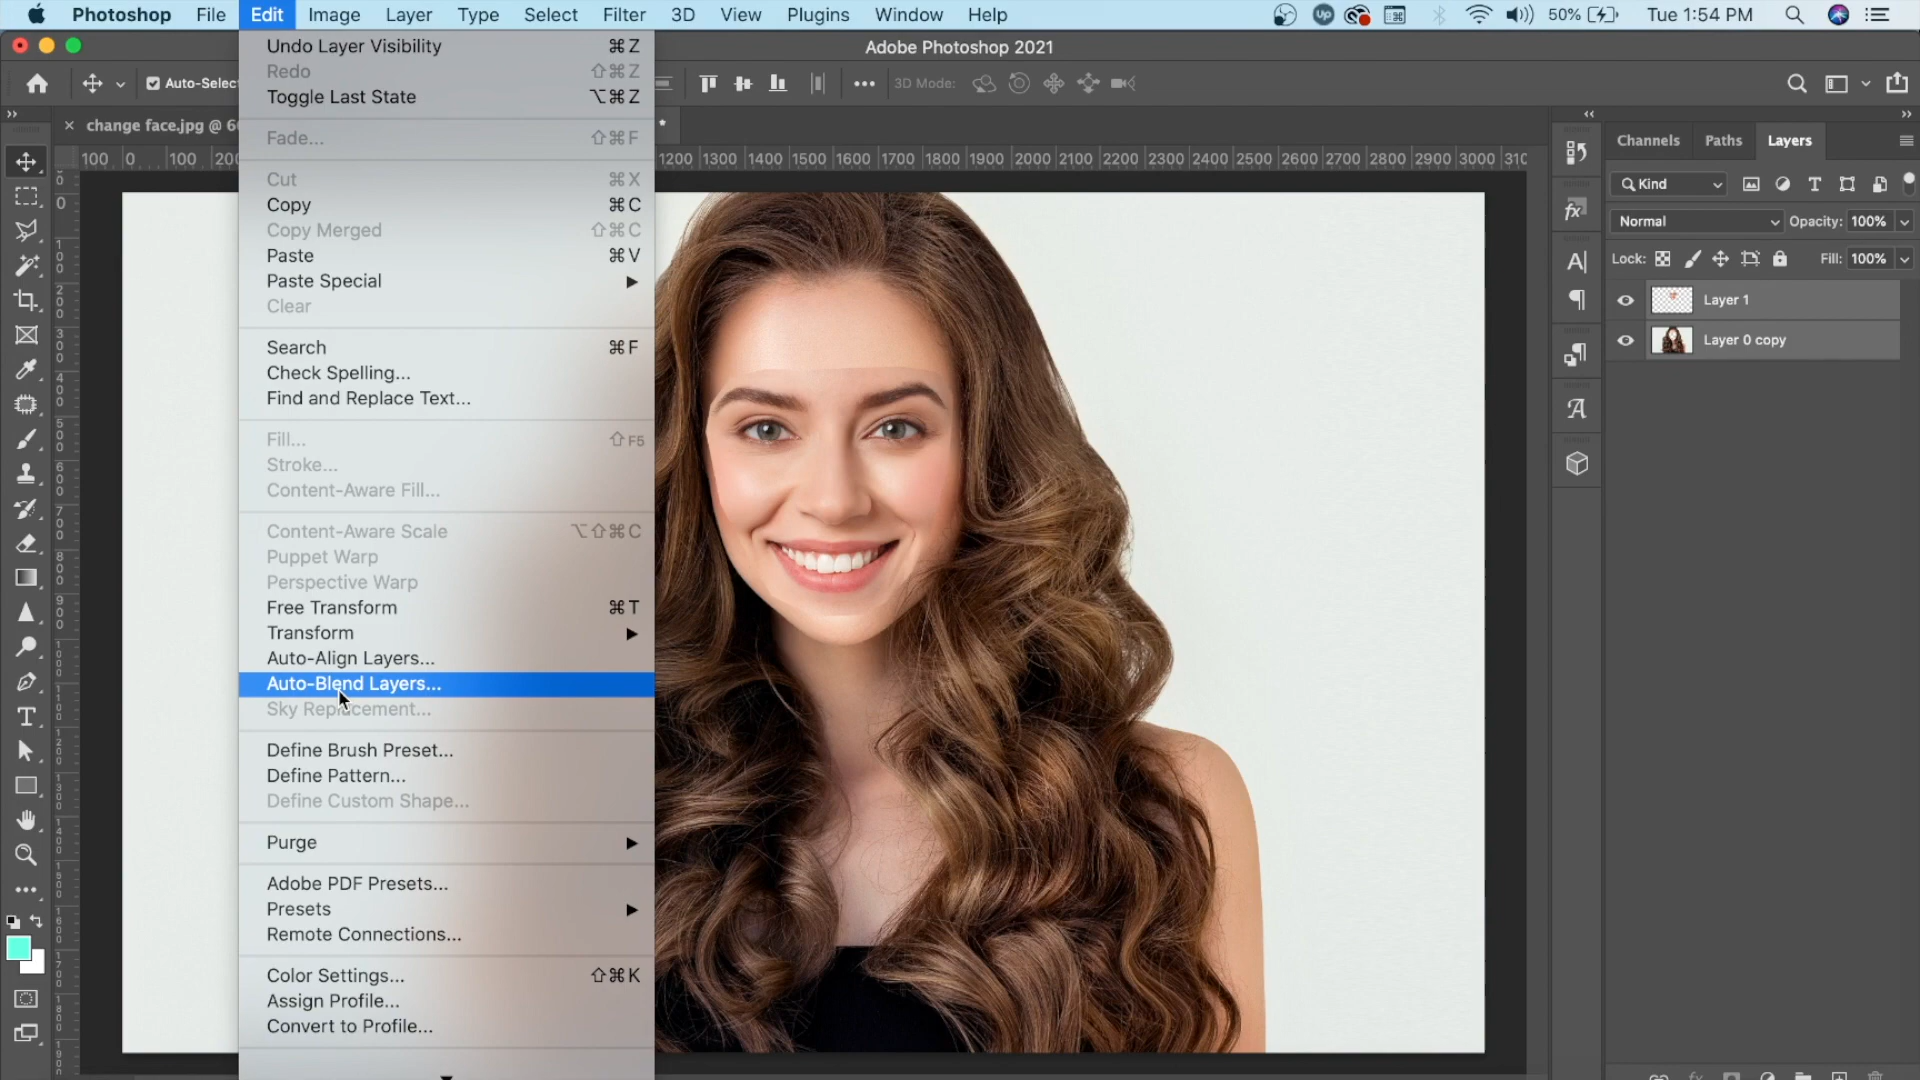 Photoshop File Edit Image Layer Type Select Filter 3D View Plugins Window Help Up 50% Tue 1:54 PM
Adobe Photoshop 2021
Auto-Select
3D Mode:
change face.jpg @ 6
*
100 0 100 200
1200 1300 1400 1500 1600 1700 1800 1900 2000 2100 2200 2300 2400 2500 2600 2700 2800 2900 3000 310
Undo Layer Visibility ⌘Z
Redo ⇧⌘Z
Toggle Last State ⌥⌘Z
Fade... ⇧⌘F
Cut ⌘X
Copy ⌘C
Copy Merged ⇧⌘C
Paste ⌘V
Paste Special
Clear
Search ⌘F
Check Spelling...
Find and Replace Text...
Fill... ⇧F5
Stroke...
Content-Aware Fill...
Content-Aware Scale ⌥⇧⌘C
Puppet Warp
Perspective Warp
Free Transform ⌘T
Transform
Auto-Align Layers...
Auto-Blend Layers...
Sky Replacement...
Define Brush Preset...
Define Pattern...
Define Custom Shape...
Purge
Adobe PDF Presets...
Presets
Remote Connections...
Color Settings... ⇧⌘K
Assign Profile...
Convert to Profile...
Channels Paths Layers
Kind
Normal Opacity: 100%
Lock: Fill: 100%
Layer 1
Layer 0 copy